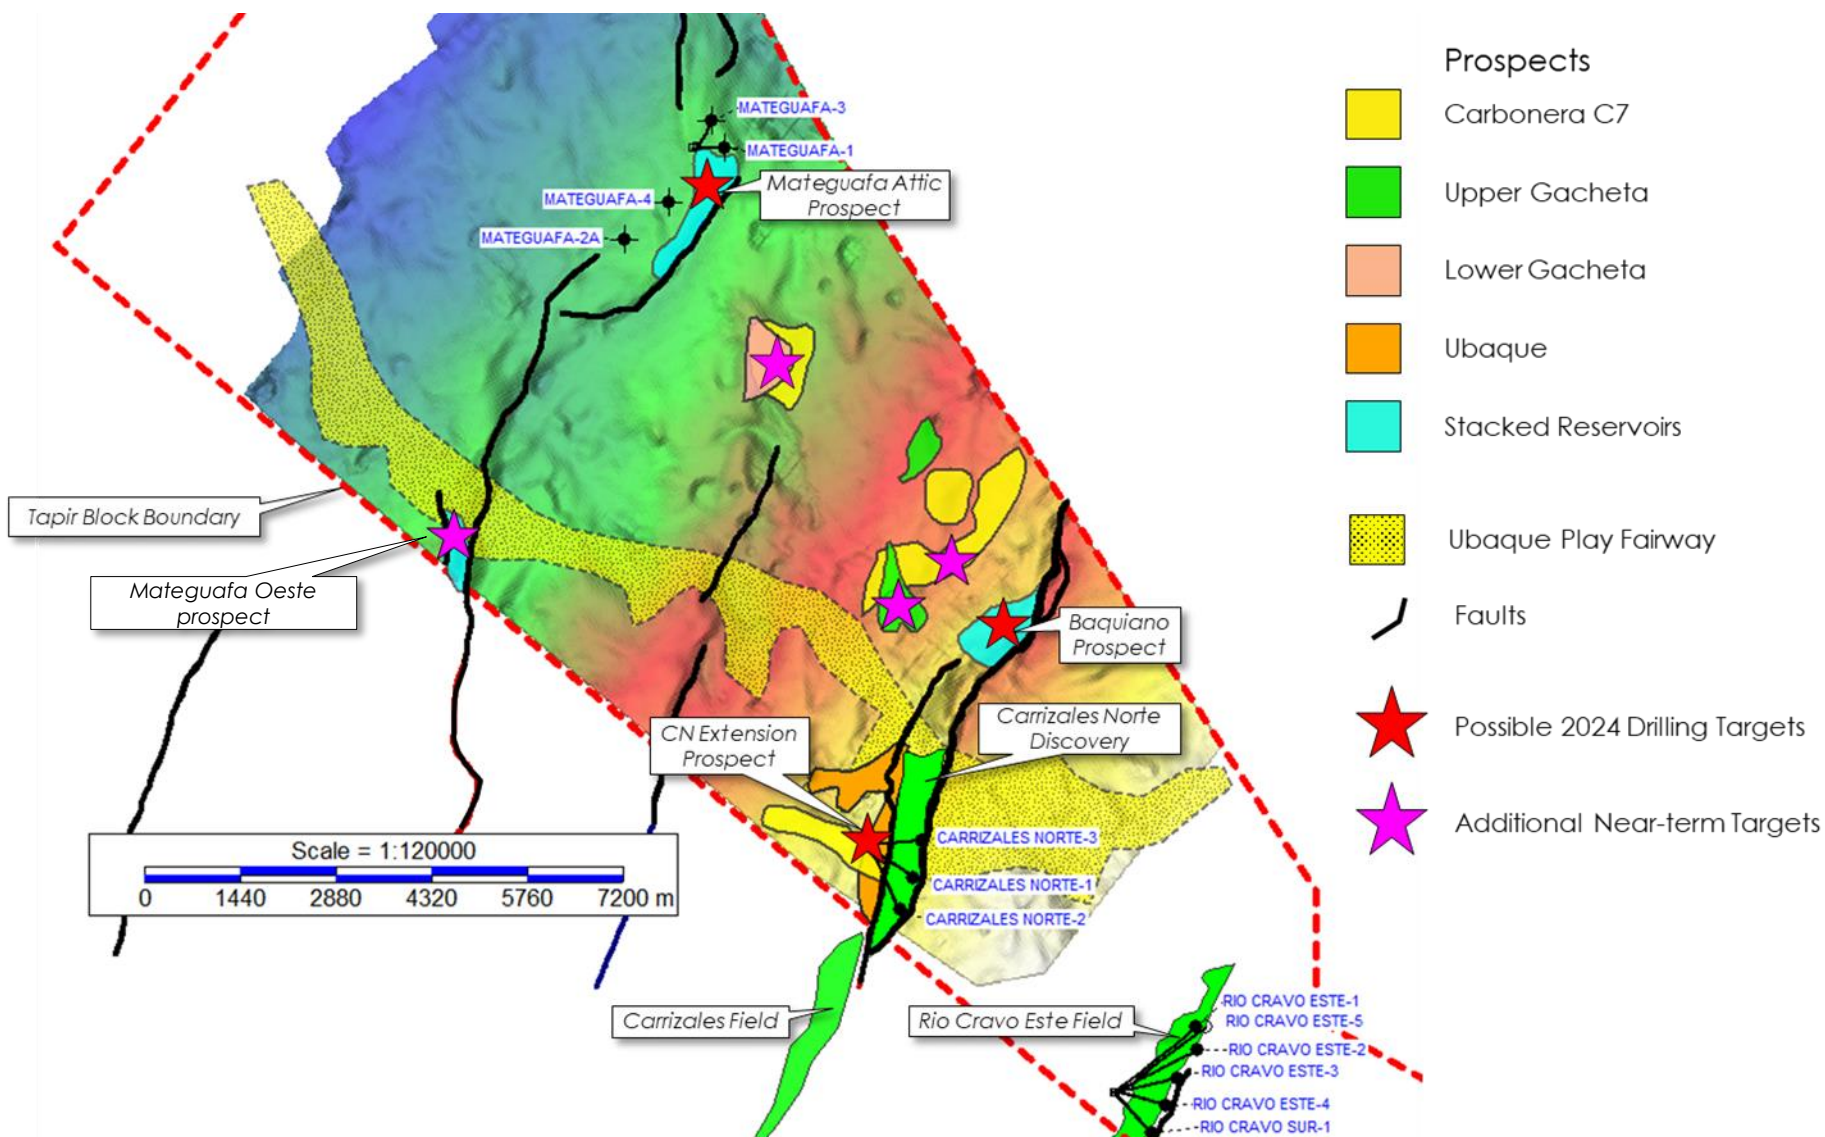 MATEGUAFA-3
MATEGUAFA-1
Mateguafa Attic
Prospect
MATEGUAFA-4
MATEGUAFA-2A
Tapir Block Boundary
Mateguafa Oeste
prospect
Baquiano
Prospect
CN Extension
Prospect
Carrizales Norte
Discovery
CARRIZALES NORTE-3
CARRIZALES NORTE-1
CARRIZALES NORTE-2
Scale = 1:120000
0 1440 2880 4320 5760 7200 m
Carrizales Field
Rio Cravo Este Field
RIO CRAVO ESTE-1
RIO CRAVO ESTE-5
RIO CRAVO ESTE-2
RIO CRAVO ESTE-3
RIO CRAVO ESTE-4
RIO CRAVO SUR-1
Prospects
Carbonera C7
Upper Gacheta
Lower Gacheta
Ubaque
Stacked Reservoirs
Ubaque Play Fairway
Faults
Possible 2024 Drilling Targets
Additional Near-term Targets